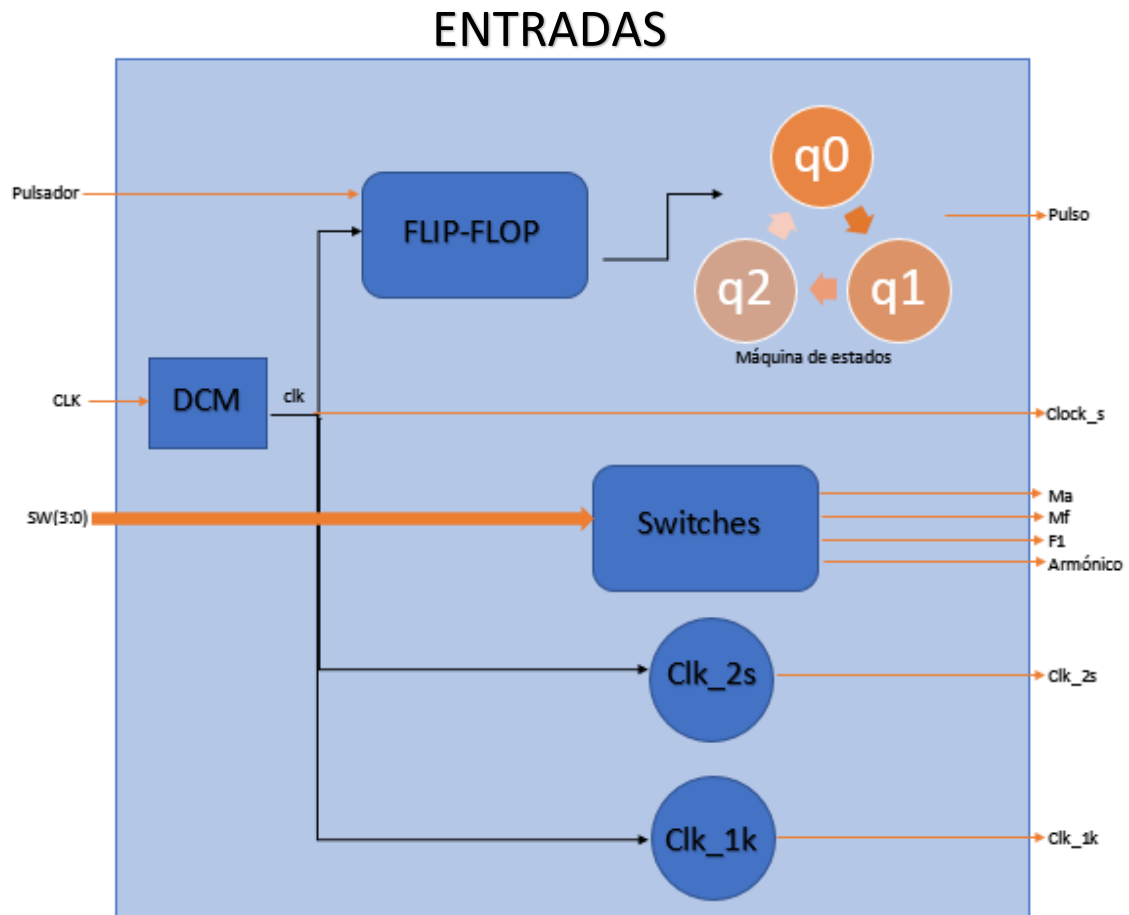 ENTRADAS
q0
Pulsador
FLIP-FLOP
Pulso
q2
q1
Máquina de estados
DCM
clk
CLK
Clock_s
Ma
SW(3:0)
Switches
Mf
F1
Armónico
Clk_2s
Clk_2s
Clk_1k
Clk_1k